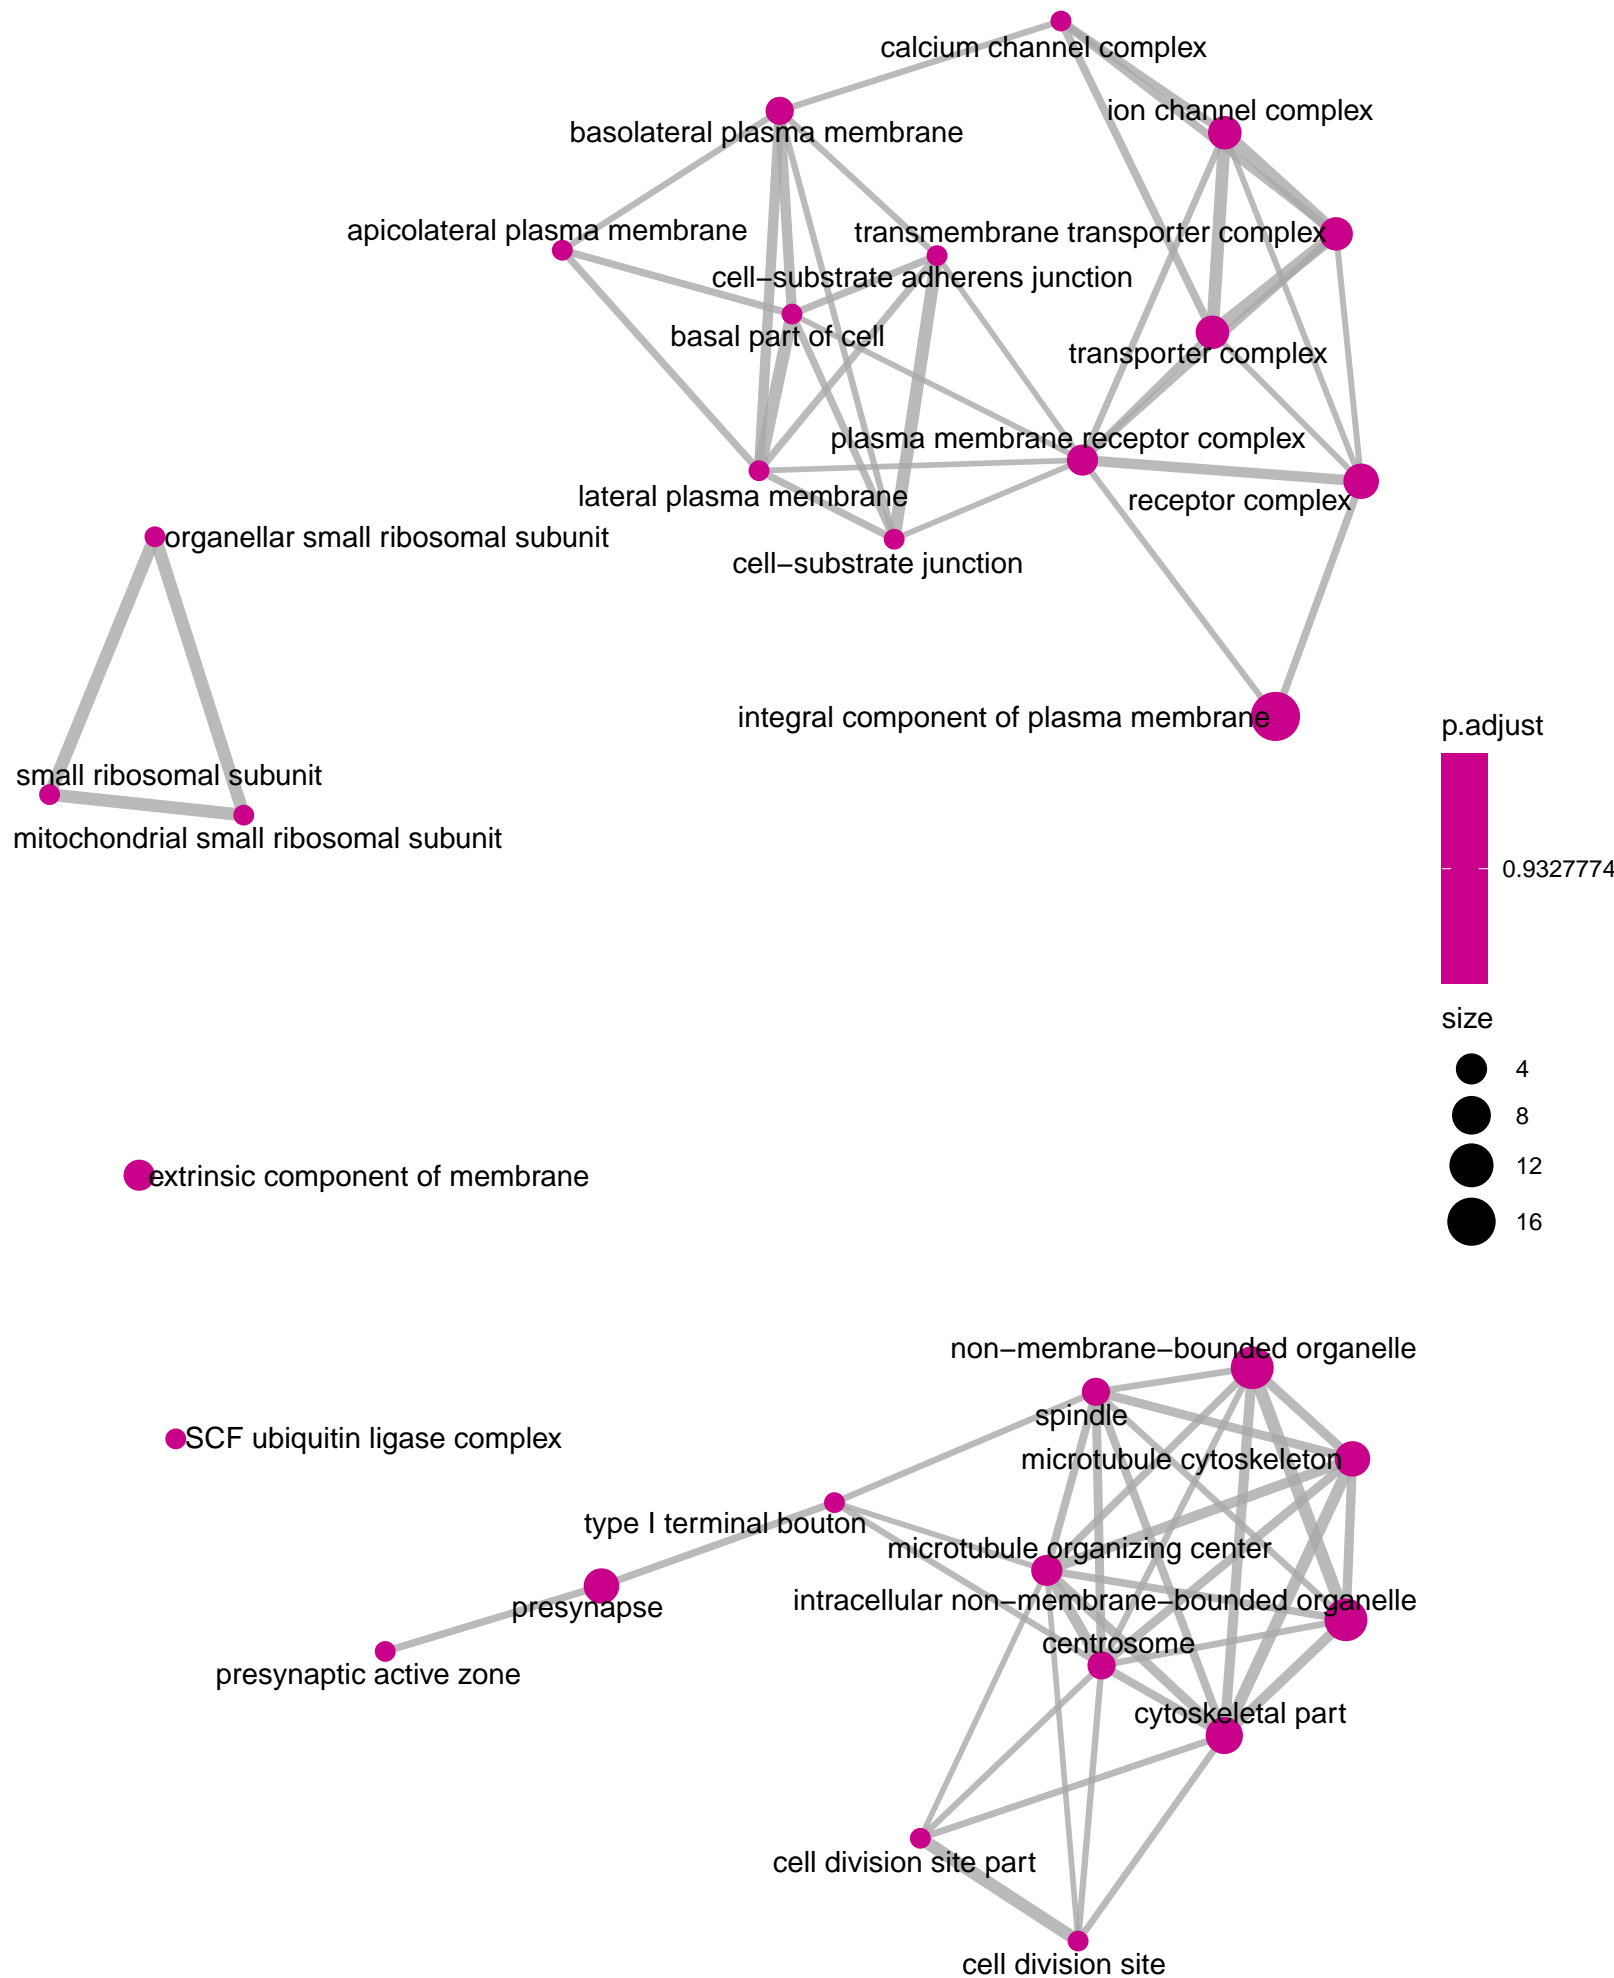 calcium channel complex
ion channel complex
basolateral plasma membrane
apicolateral plasma membrane
transmembrane transporter complex
cell−substrate adherens junction
basal part of cell
transporter complex
plasma membrane receptor complex
lateral plasma membrane
receptor complex
organellar small ribosomal subunit
cell−substrate junction
integral component of plasma membrane
p.adjust
small ribosomal subunit
mitochondrial small ribosomal subunit
0.9327774
size
4
8
12
16
extrinsic component of membrane
non−membrane−bounded organelle
spindle
SCF ubiquitin ligase complex
microtubule cytoskeleton
type I terminal bouton
microtubule organizing center
intracellular non−membrane−bounded organelle
presynapse
centrosome
presynaptic active zone
cytoskeletal part
cell division site part
cell division site